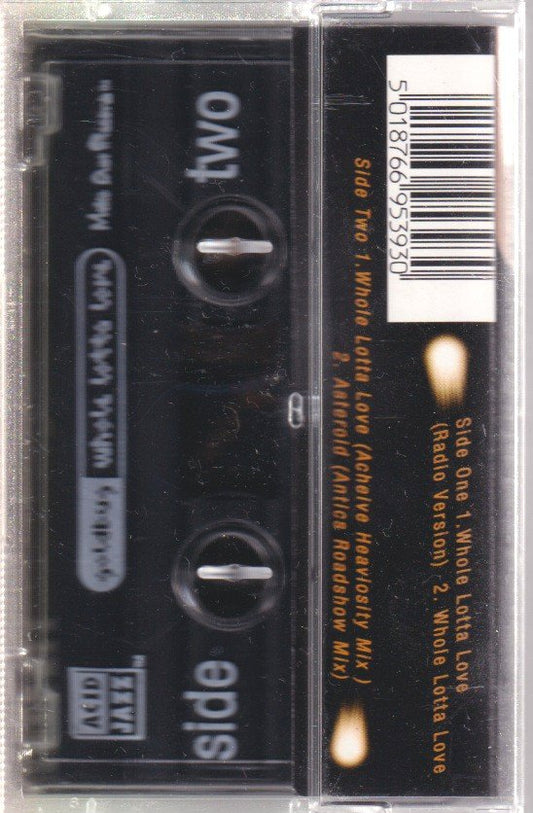 5 018766 953930
Side One 1.Whole Lotta Love
(Radio Version) 2. Whole Lotta Love
Side Two 1.Whole Lotta Love (Acheive Heaviosity Mix )
2. Asteroid (Antics Roadshow Mix)
side two
goldbug whole lotta love
ACID
JAZZ